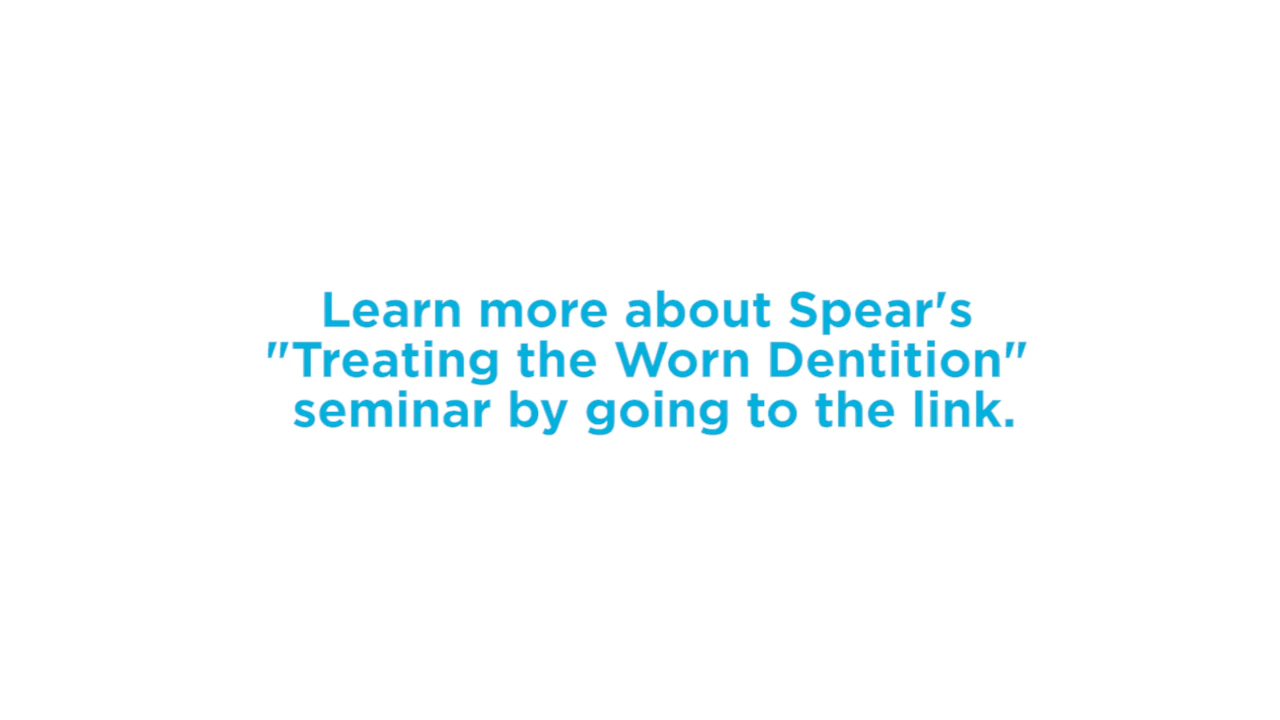 Learn more about Spear's
"Treating the Worn Dentition"
seminar by going to the link.